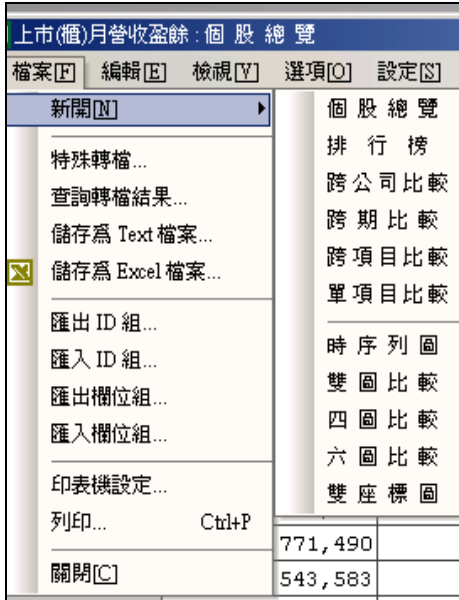 上市(櫃)月營收盈餘:個 股 總 覽
檔案[F] 編輯[E] 檢視[V] 選項[O] 設定[S]
新開[N]
特殊轉檔...
查詢轉檔結果...
儲存為 Text 檔案...
儲存為 Excel 檔案...
匯出 ID 組...
匯入 ID 組...
匯出欄位組...
匯入欄位組...
印表機設定...
列印... Ctrl+P
關閉[C]
個 股 總 覽
排 行 榜
跨公司比較
跨 期 比 較
跨項目比較
單項目比較
時 序 列 圖
雙 圖 比 較
四 圖 比 較
六 圖 比 較
雙 座 標 圖
771,490
543,583